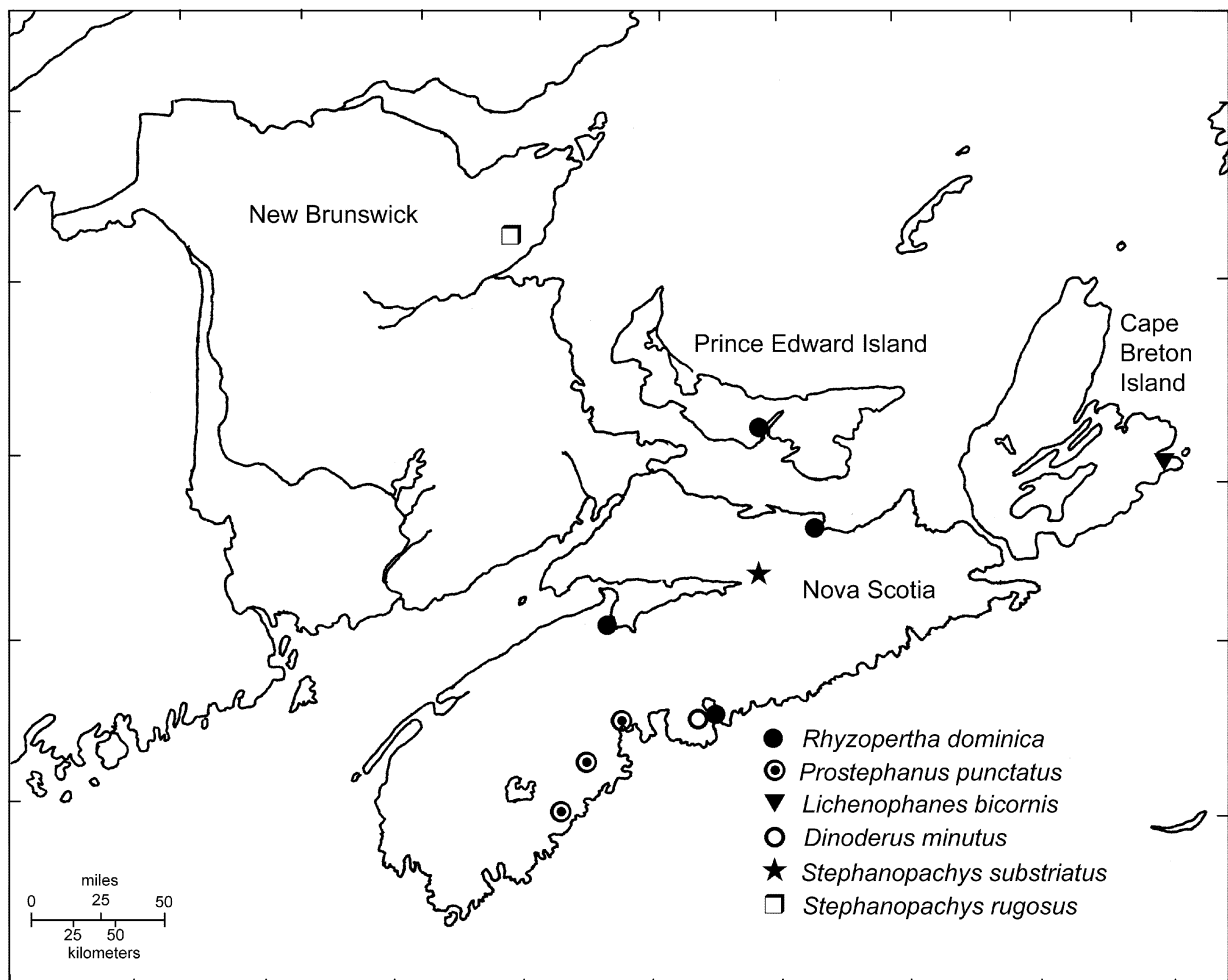 New Brunswick
Prince Edward Island
Cape
Breton
Island
Nova Scotia
Rhyzopertha dominica
Prostephanus punctatus
Lichenophanes bicornis
Dinoderus minutus
Stephanopachys substriatus
Stephanopachys rugosus
miles
0 25 50
25 50
kilometers